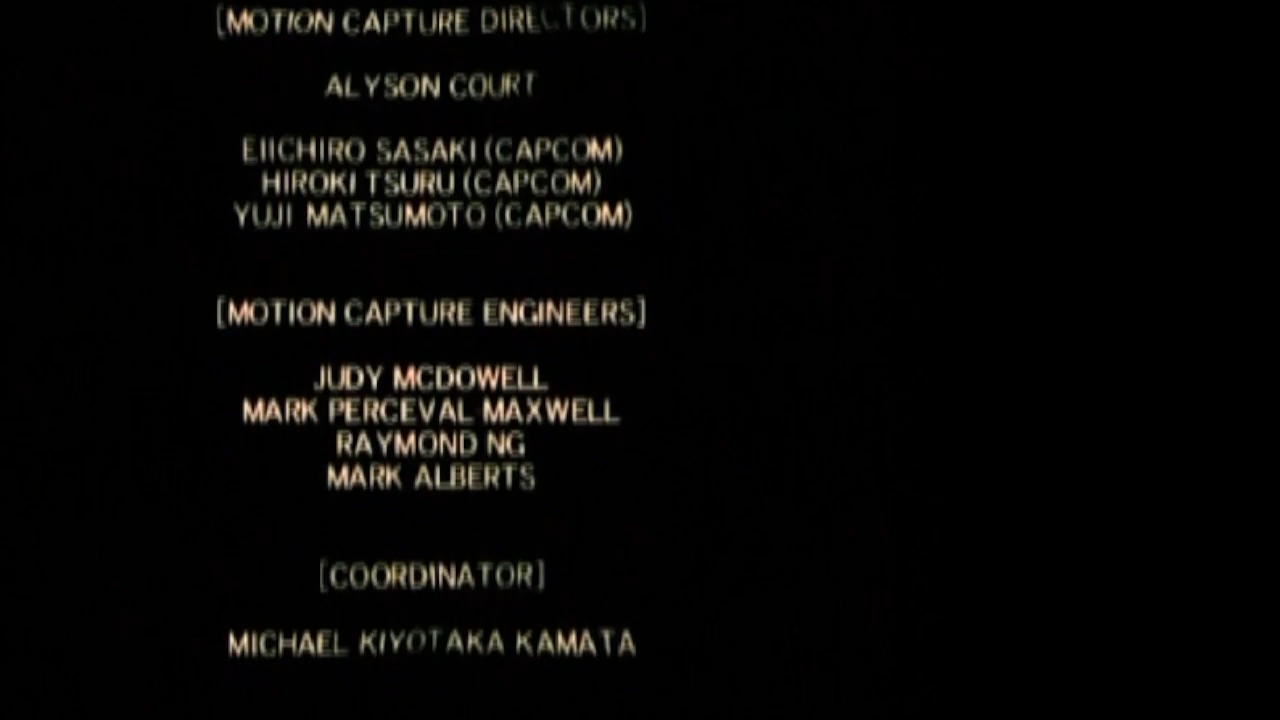 [MOTION CAPTURE DIRECTORS]
ALYSON COURT
EIICHIRO SASAKI (CAPCOM)
HIROKI TSURU (CAPCOM)
YUJI MATSUMOTO (CAPCOM)
[MOTION CAPTURE ENGINEERS]
JUDY MCDOWELL
MARK PERCEVAL MAXWELL
RAYMOND NG
MARK ALBERTS
[COORDINATOR]
MICHAEL KIYOTAKA KAMATA